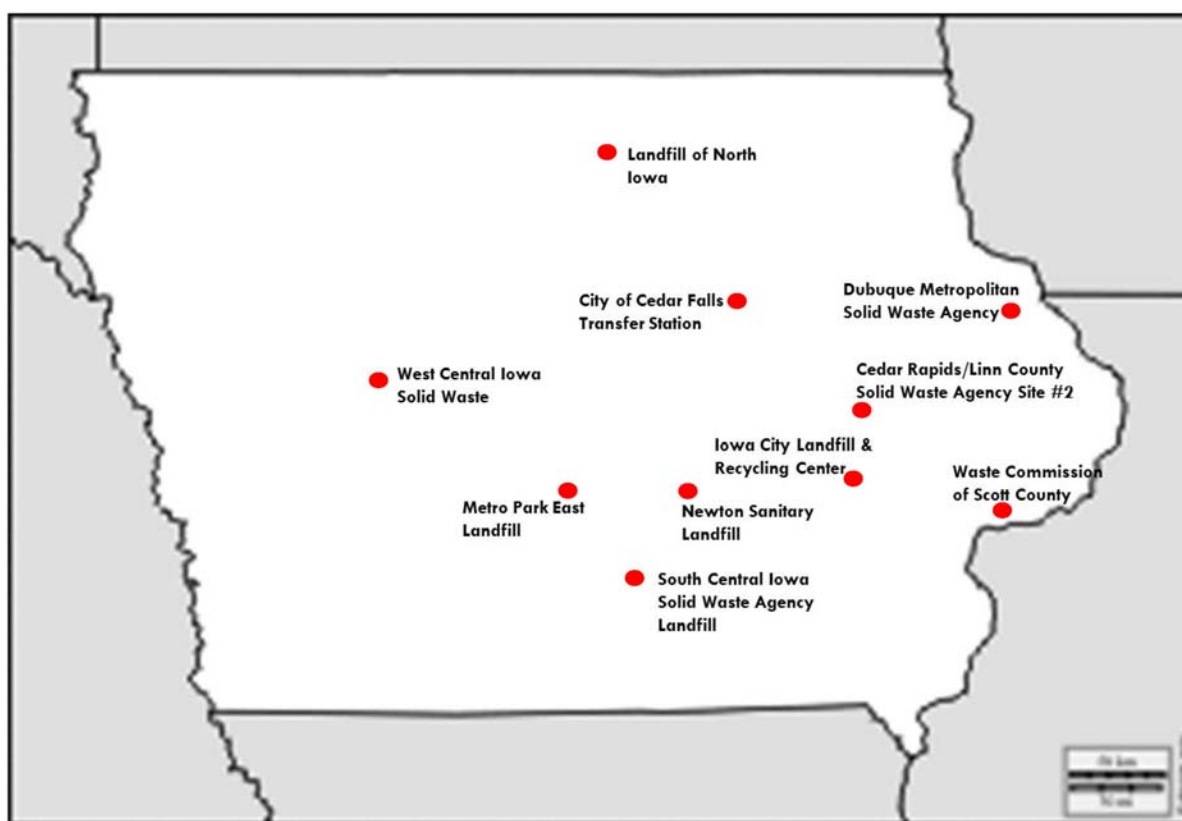 Landfill of North
Iowa
City of Cedar Falls
Transfer Station
Dubuque Metropolitan
Solid Waste Agency
West Central Iowa
Solid Waste
Cedar Rapids/Linn County
Solid Waste Agency Site #2
Iowa City Landfill &
Recycling Center
Waste Commission
of Scott County
Metro Park East
Landfill
Newton Sanitary
Landfill
South Central Iowa
Solid Waste Agency
Landfill